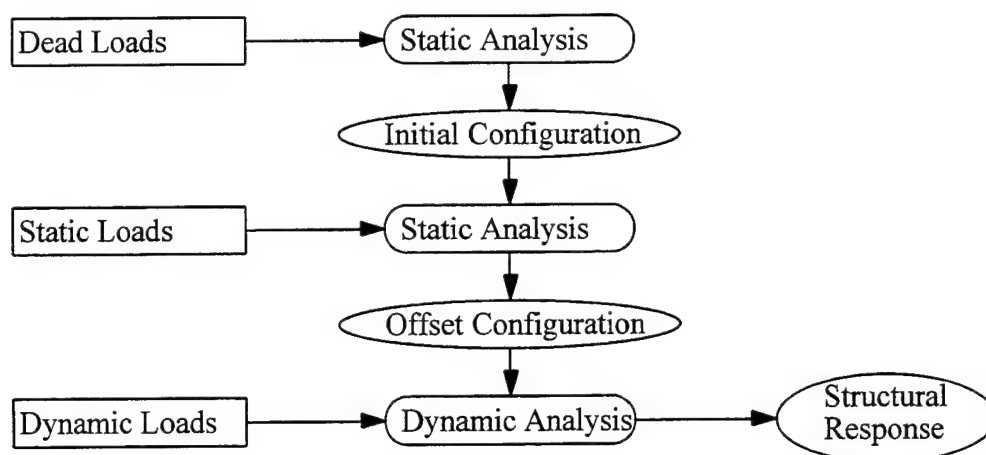 Dead Loads
Static Analysis
Initial Configuration
Static Loads
Static Analysis
Offset Configuration
Dynamic Loads
Dynamic Analysis
Structural
Response